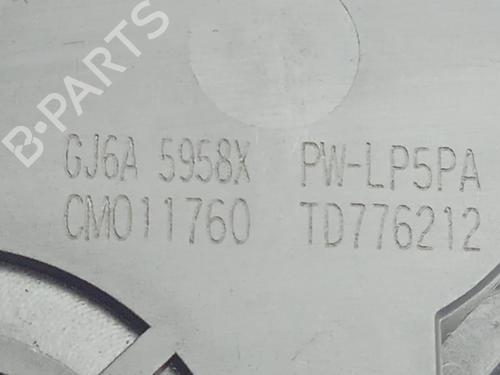 B-PARTS
GJ6A 5958X PW-LP5PA
CM011760 TD776212